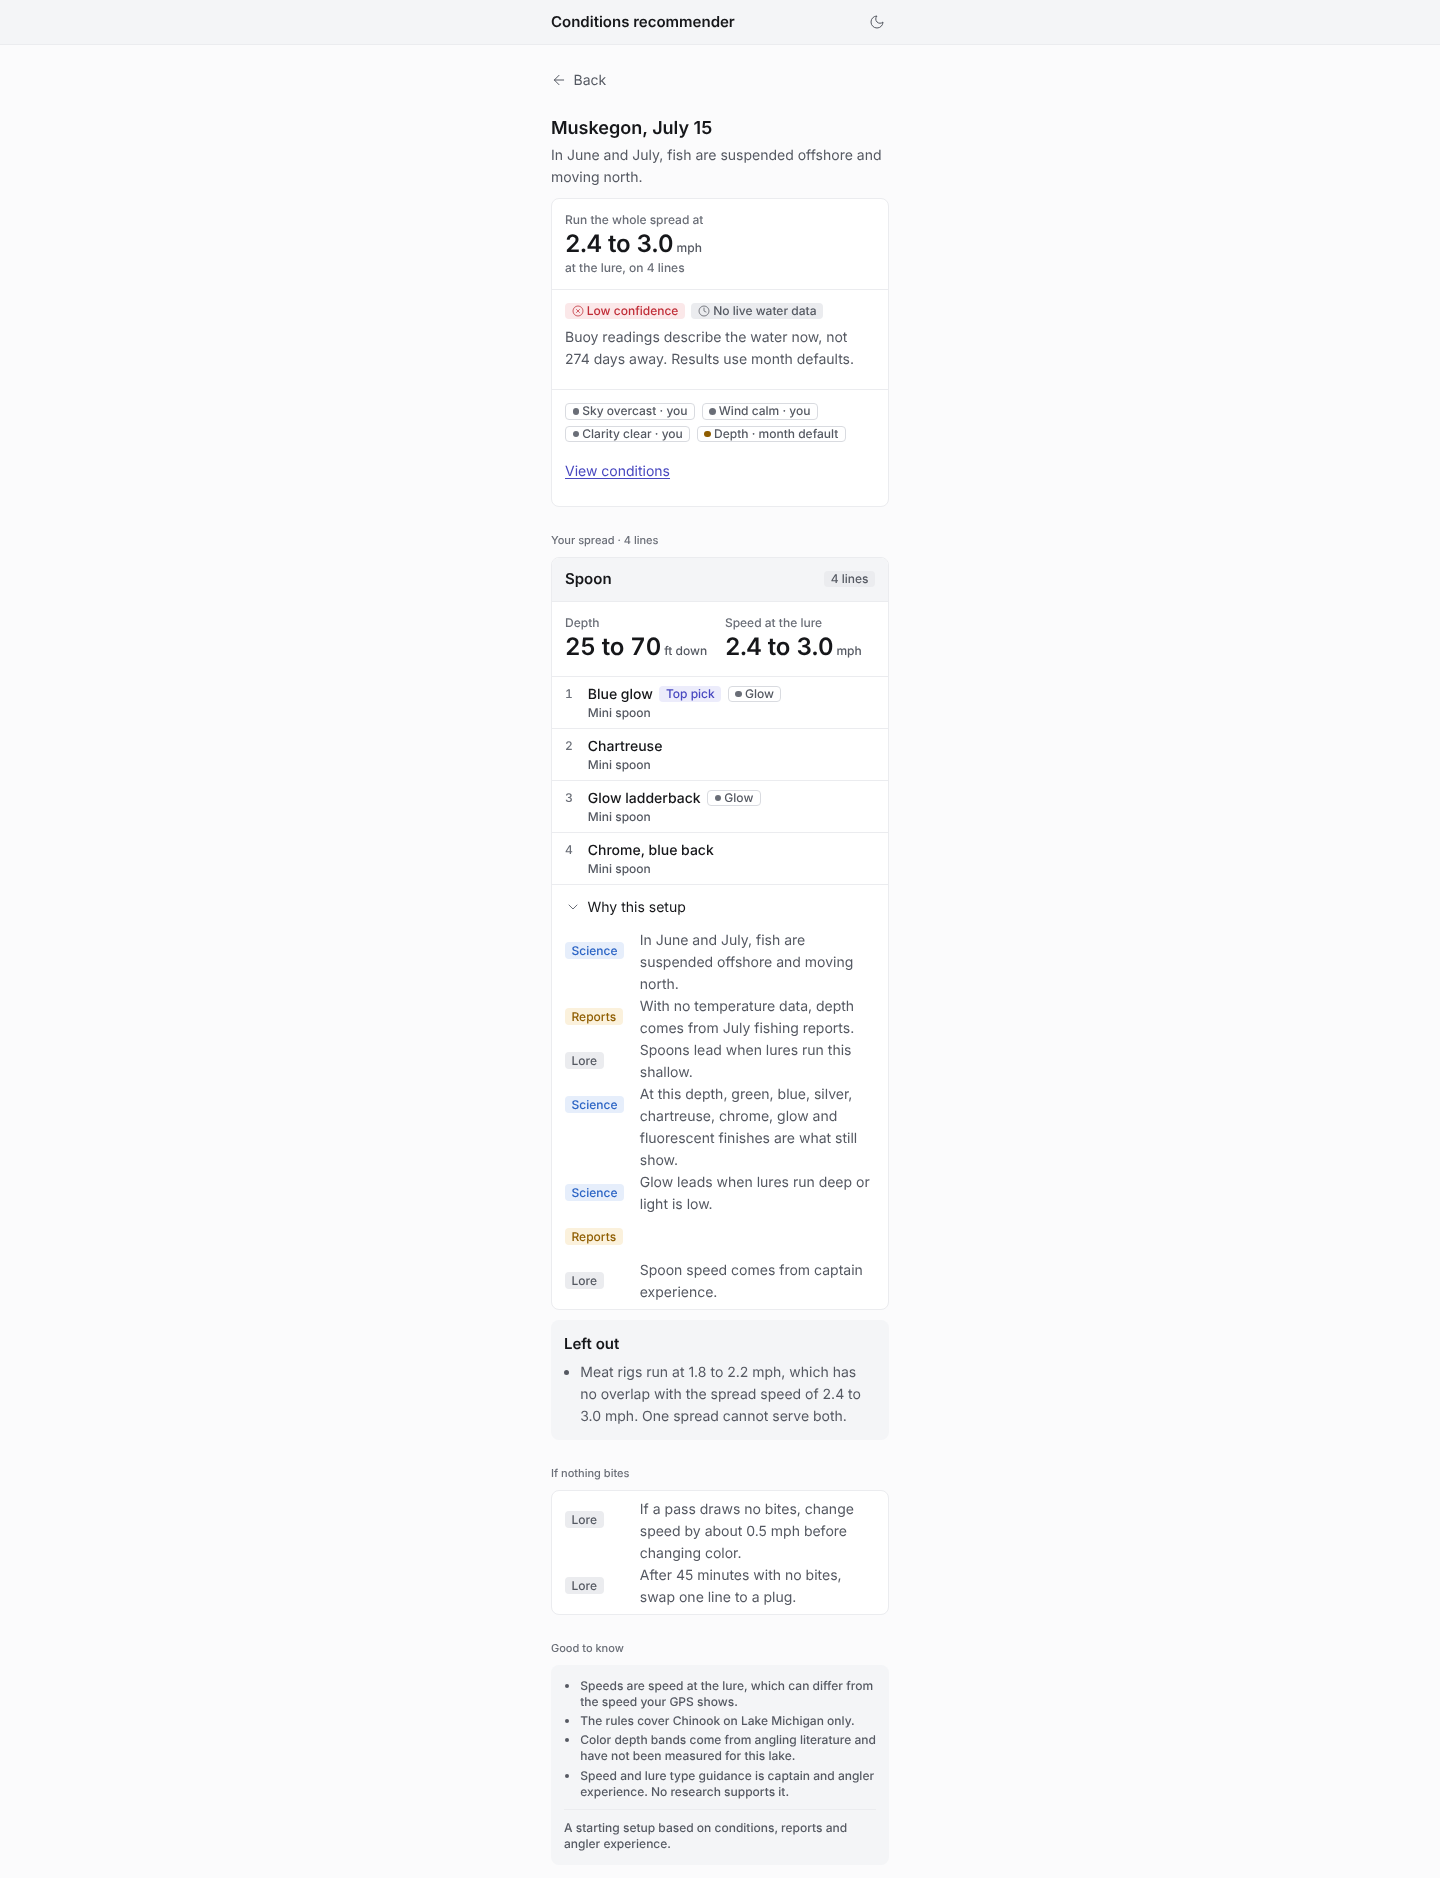 Conditions recommender
Back
Muskegon, July 15
In June and July, fish are suspended offshore and
moving north.
Run the whole spread at
2.4 to 3.0 mph
at the lure, on 4 lines
Low confidence
No live water data
Buoy readings describe the water now, not
274 days away. Results use month defaults.
Sky overcast · you
Wind calm · you
Clarity clear · you
Depth · month default
View conditions
Your spread · 4 lines
Spoon
4 lines
Depth
25 to 70 ft down
Speed at the lure
2.4 to 3.0 mph
1 Blue glow Top pick Glow
Mini spoon
2 Chartreuse
Mini spoon
3 Glow ladderback Glow
Mini spoon
4 Chrome, blue back
Mini spoon
Why this setup
Science
In June and July, fish are
suspended offshore and moving
north.
Reports
With no temperature data, depth
comes from July fishing reports.
Lore
Spoons lead when lures run this
shallow.
Science
At this depth, green, blue, silver,
chartreuse, chrome, glow and
fluorescent finishes are what still
show.
Science
Glow leads when lures run deep or
light is low.
Reports
Lore
Spoon speed comes from captain
experience.
Left out
• Meat rigs run at 1.8 to 2.2 mph, which has
no overlap with the spread speed of 2.4 to
3.0 mph. One spread cannot serve both.
If nothing bites
Lore
If a pass draws no bites, change
speed by about 0.5 mph before
changing color.
Lore
After 45 minutes with no bites,
swap one line to a plug.
Good to know
• Speeds are speed at the lure, which can differ from
the speed your GPS shows.
• The rules cover Chinook on Lake Michigan only.
• Color depth bands come from angling literature and
have not been measured for this lake.
• Speed and lure type guidance is captain and angler
experience. No research supports it.
A starting setup based on conditions, reports and
angler experience.